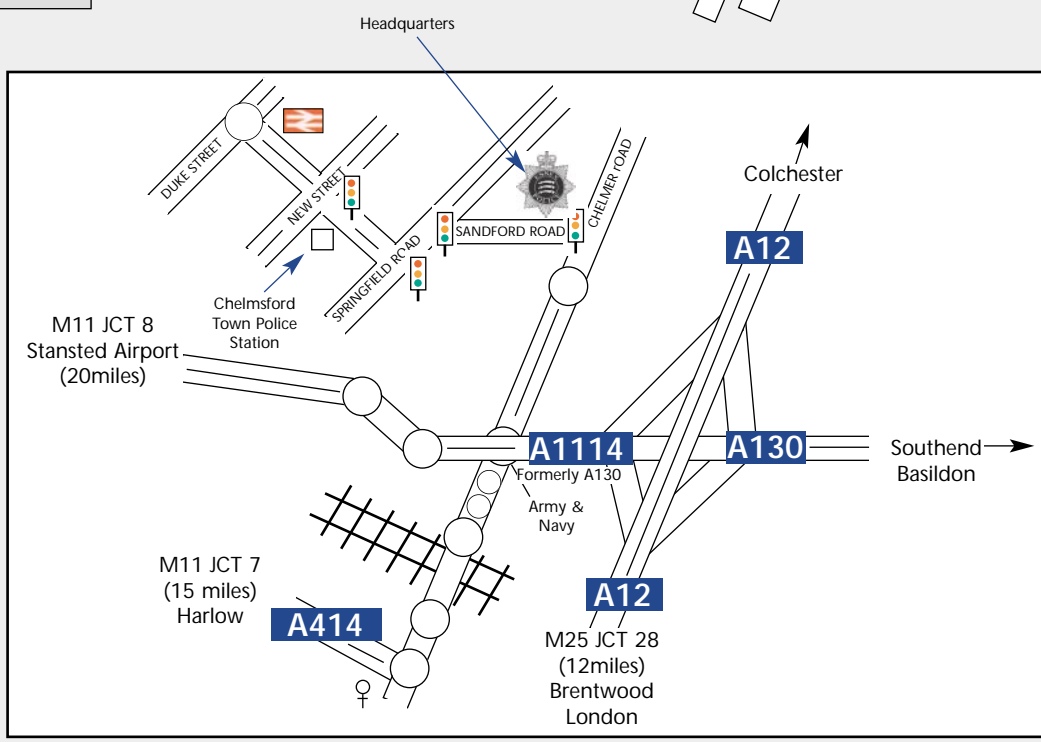 Headquarters
DUKE STREET
NEW STREET
SPRINGFIELD ROAD
SANDFORD ROAD
CHELMER rOAD
Colchester
A12
Chelmsford
Town Police
Station
M11 JCT 8
Stansted Airport
(20miles)
A1114
Formerly A130
Army &
Navy
A130
Southend
Basildon
M11 JCT 7
(15 miles)
Harlow
A414
A12
M25 JCT 28
(12miles)
Brentwood
London